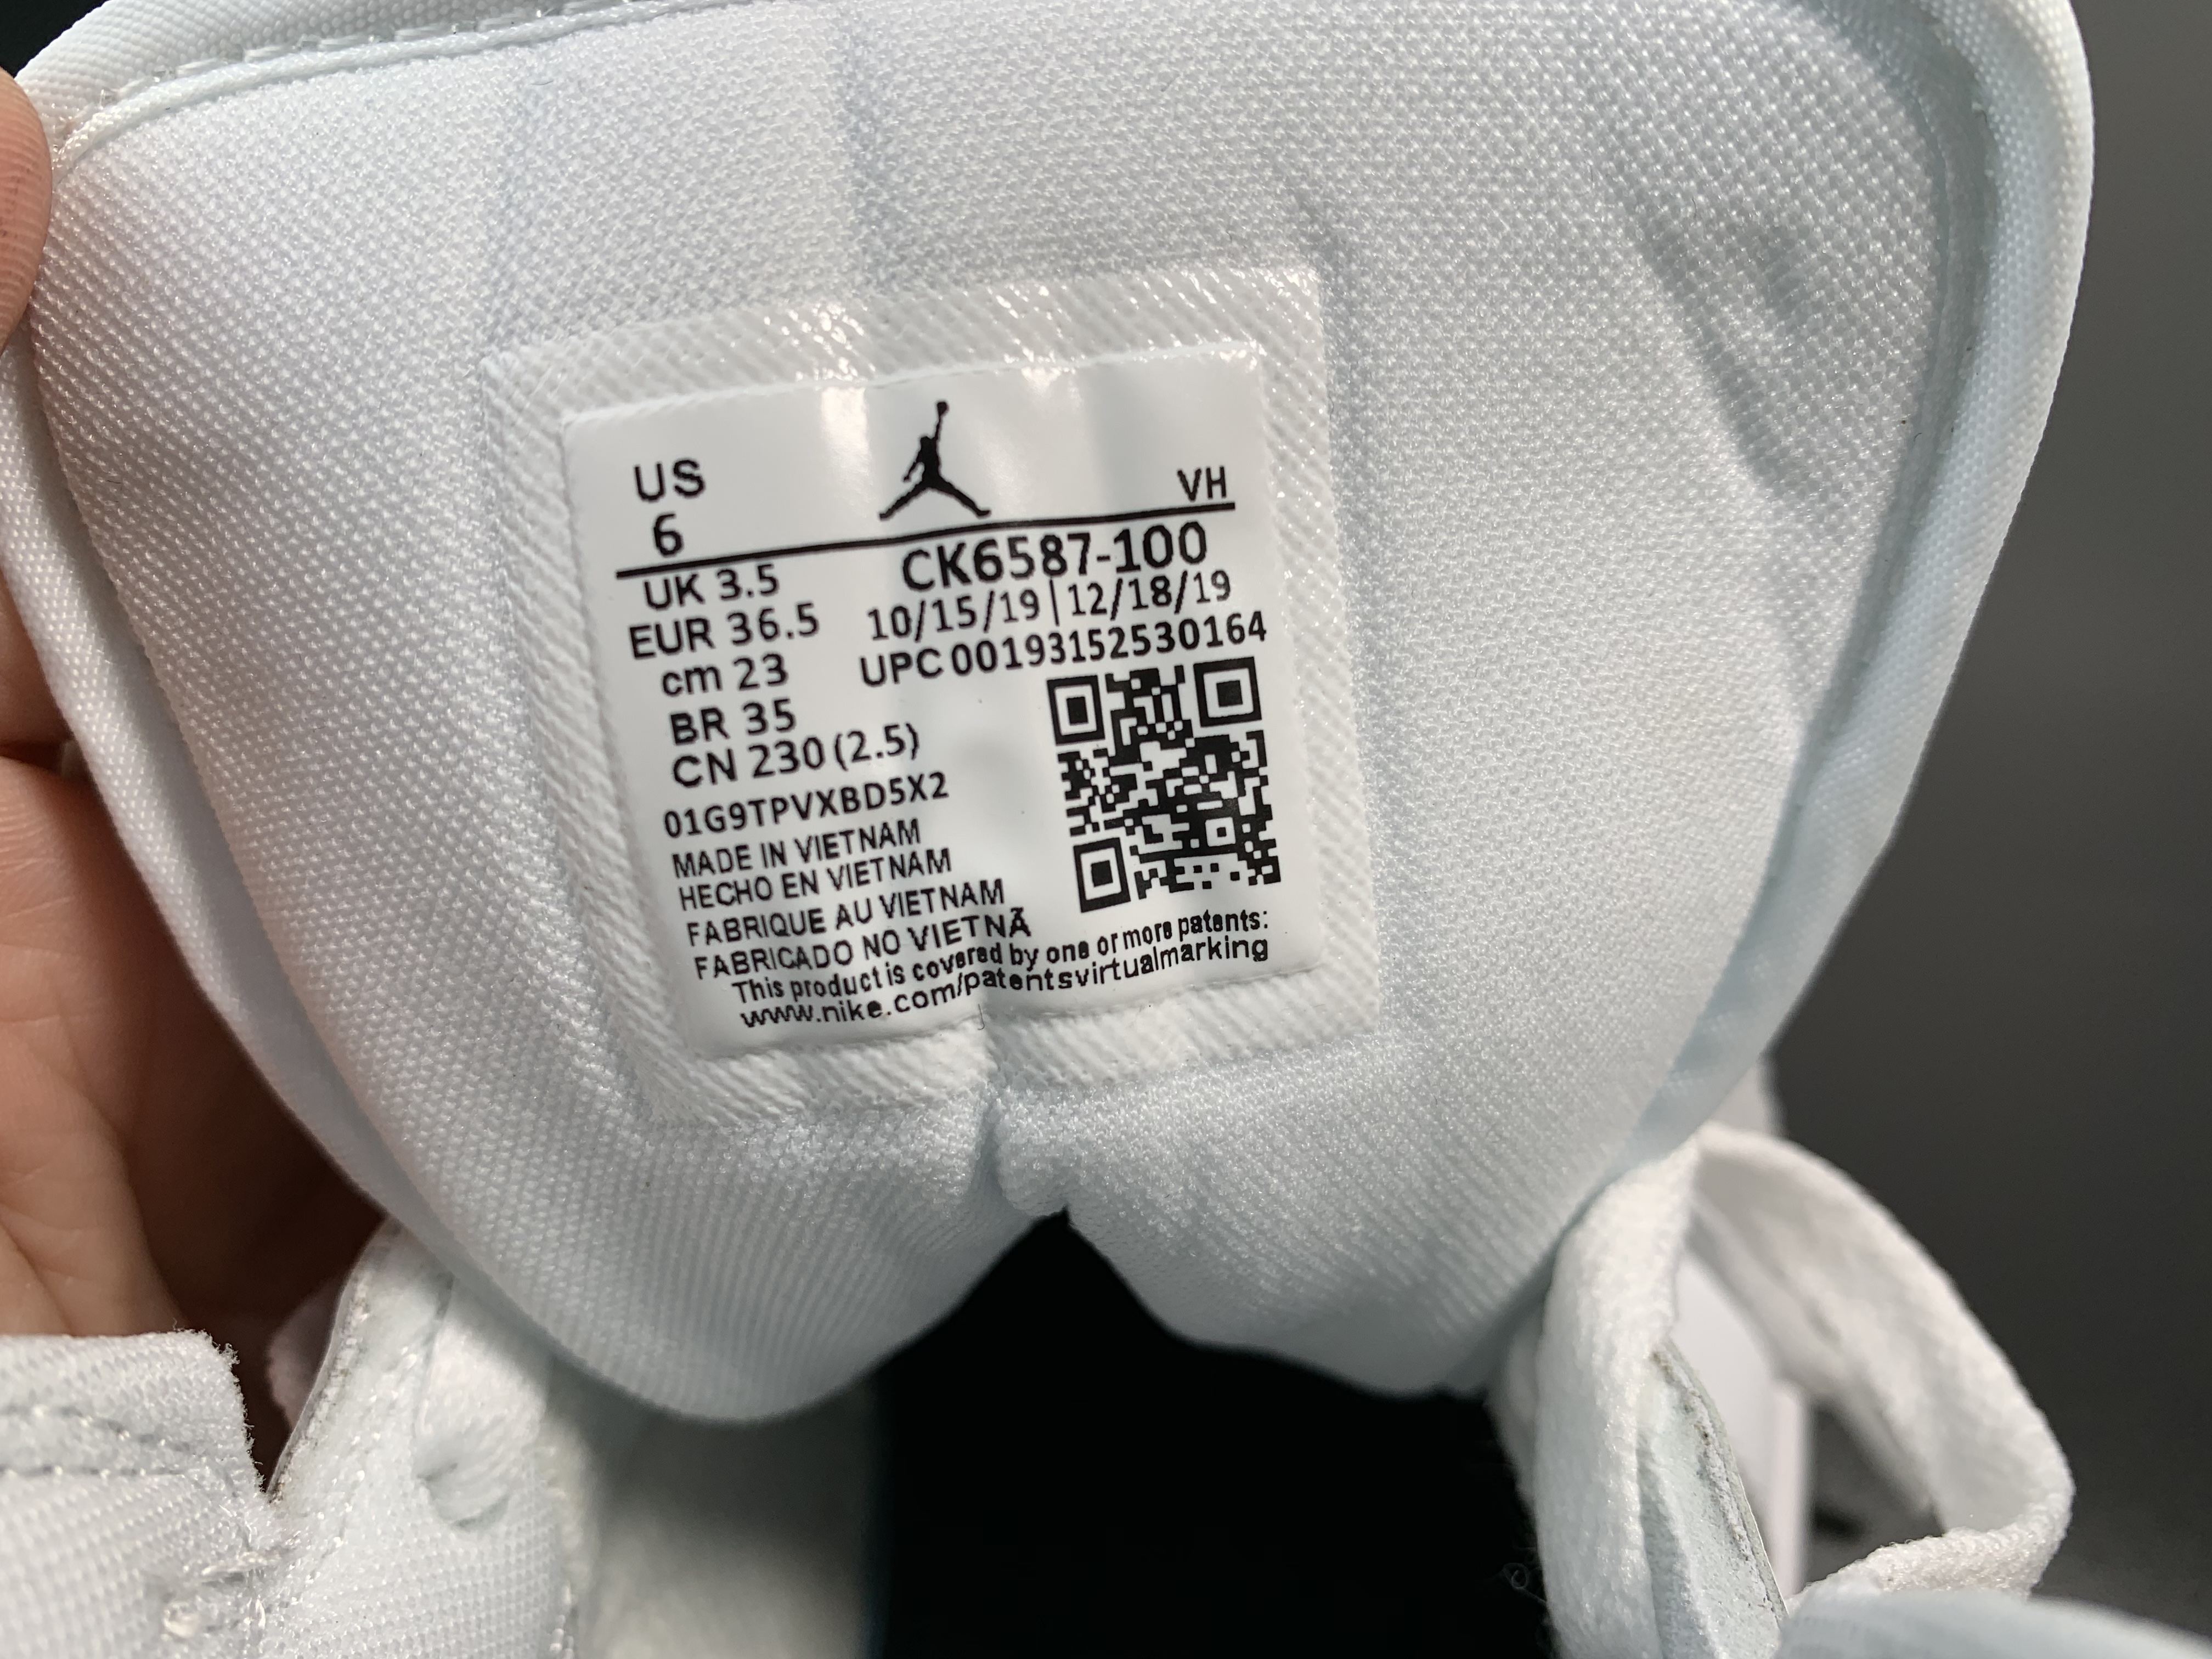 US
6
VH
UK 3.5
EUR 36.5
cm 23
BR 35
CN 230 (2.5)
CK6587-100
10/15/19|12/18/19
UPC 00193152530164
01G9TPVXBD5X2
MADE IN VIETNAM
HECHO EN VIETNAM
FABRIQUE AU VIETNAM
FABRICADO NO VIETNÃ
This product is covered by one or more patents:
www.nike.com/patentsvirtualmarking